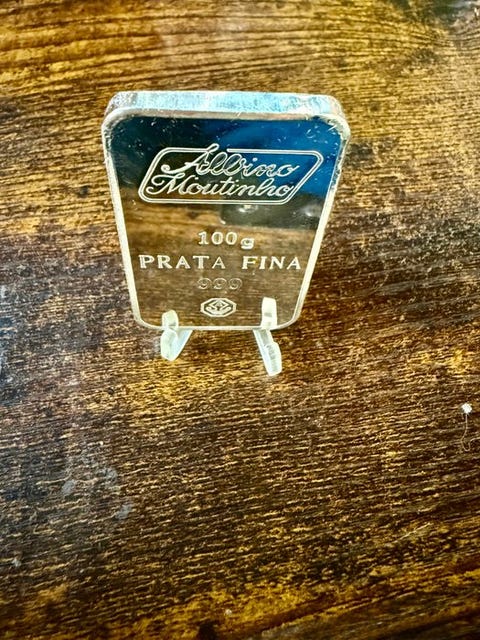 Albino
Moutinho
100g
PRATA FINA
999